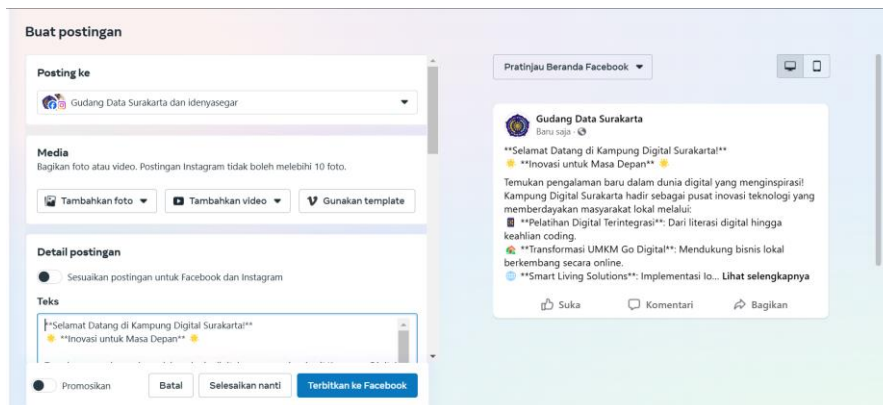 Buat postingan
Posting ke
Gudang Data Surakarta dan idenyasegar
Media
Bagikan foto atau video. Postingan Instagram tidak boleh melebihi 10 foto.
Tambahkan foto
Tambahkan video
Gunakan template
Detail postingan
Sesuaikan postingan untuk Facebook dan Instagram
Teks
**Selamat Datang di Kampung Digital Surakarta!**
🌟 **Inovasi untuk Masa Depan** 🌟
Promosikan
Batal
Selesaikan nanti
Terbitkan ke Facebook
Pratinjau Beranda Facebook
Gudang Data Surakarta
Baru saja ·
**Selamat Datang di Kampung Digital Surakarta!**
🌟 **Inovasi untuk Masa Depan** 🌟
Temukan pengalaman baru dalam dunia digital yang menginspirasi!
Kampung Digital Surakarta hadir sebagai pusat inovasi teknologi yang
memberdayakan masyarakat lokal melalui:
📱 **Pelatihan Digital Terintegrasi**: Dari literasi digital hingga
keahlian coding.
🏡 **Transformasi UMKM Go Digital**: Mendukung bisnis lokal
berkembang secara online.
🌐 **Smart Living Solutions**: Implementasi Io... Lihat selengkapnya
Suka
Komentari
Bagikan